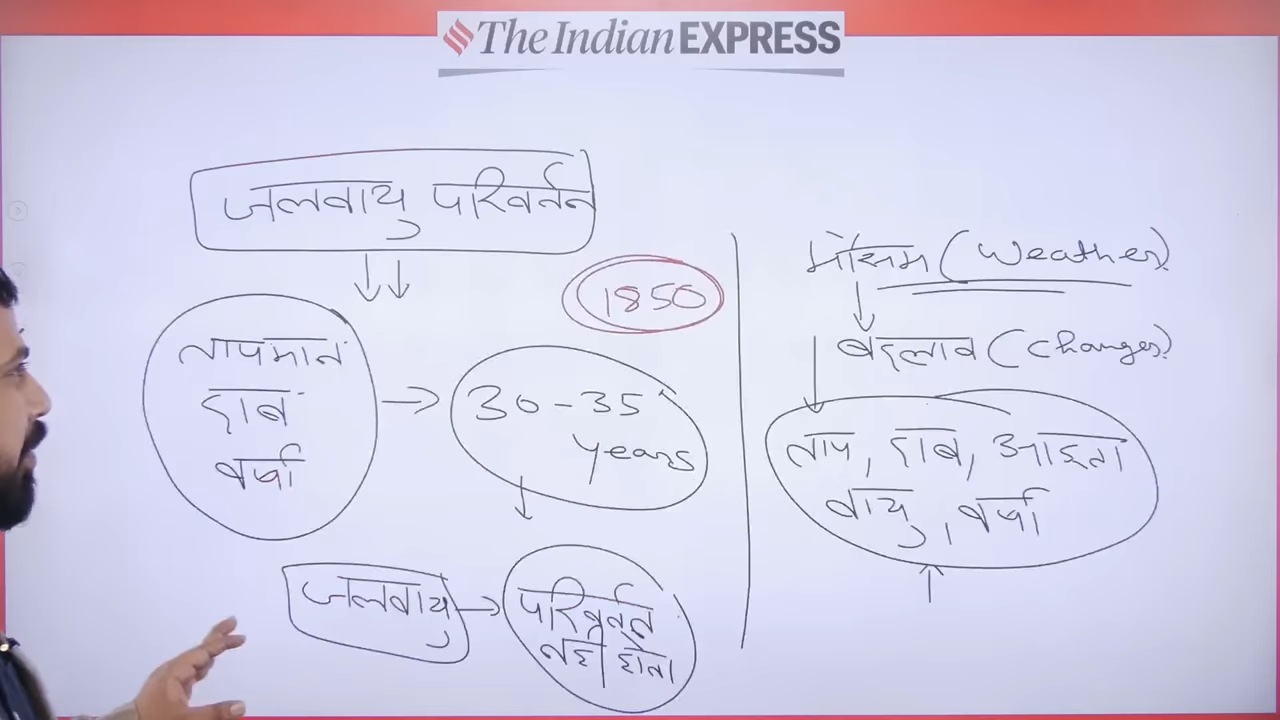 The Indian EXPRESS
जलवायु परिवर्तन
1850
तापमान
दाब
वर्षा
30-35
years
जलवायु
परिवर्तन
नही होता
मौसम (Weather)
बदलाव (Changes)
ताप, दाब, आद्रता
वायु, वर्षा